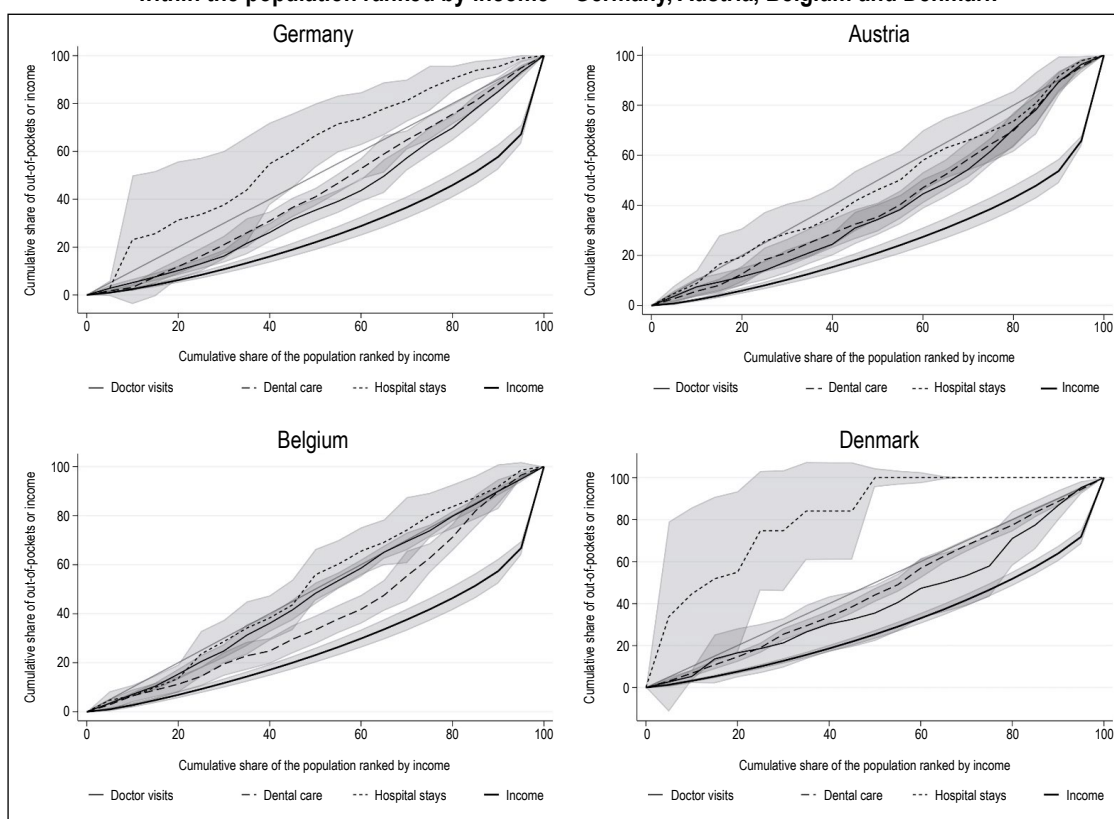 within the population ranked by income – Germany, Austria, Belgium and Denmark
Germany
Cumulative share of out-of-pockets or income
100
80
60
40
20
0
0 20 40 60 80 100
Cumulative share of the population ranked by income
Doctor visits Dental care Hospital stays Income
Austria
Cumulative share of out-of-pockets or income
100
80
60
40
20
0
0 20 40 60 80 100
Cumulative share of the population ranked by income
Doctor visits Dental care Hospital stays Income
Belgium
Cumulative share of out-of-pockets or income
100
80
60
40
20
0
0 20 40 60 80 100
Cumulative share of the population ranked by income
Doctor visits Dental care Hospital stays Income
Denmark
Cumulative share of out-of-pockets or income
100
80
60
40
20
0
0 20 40 60 80 100
Cumulative share of the population ranked by income
Doctor visits Dental care Hospital stays Income